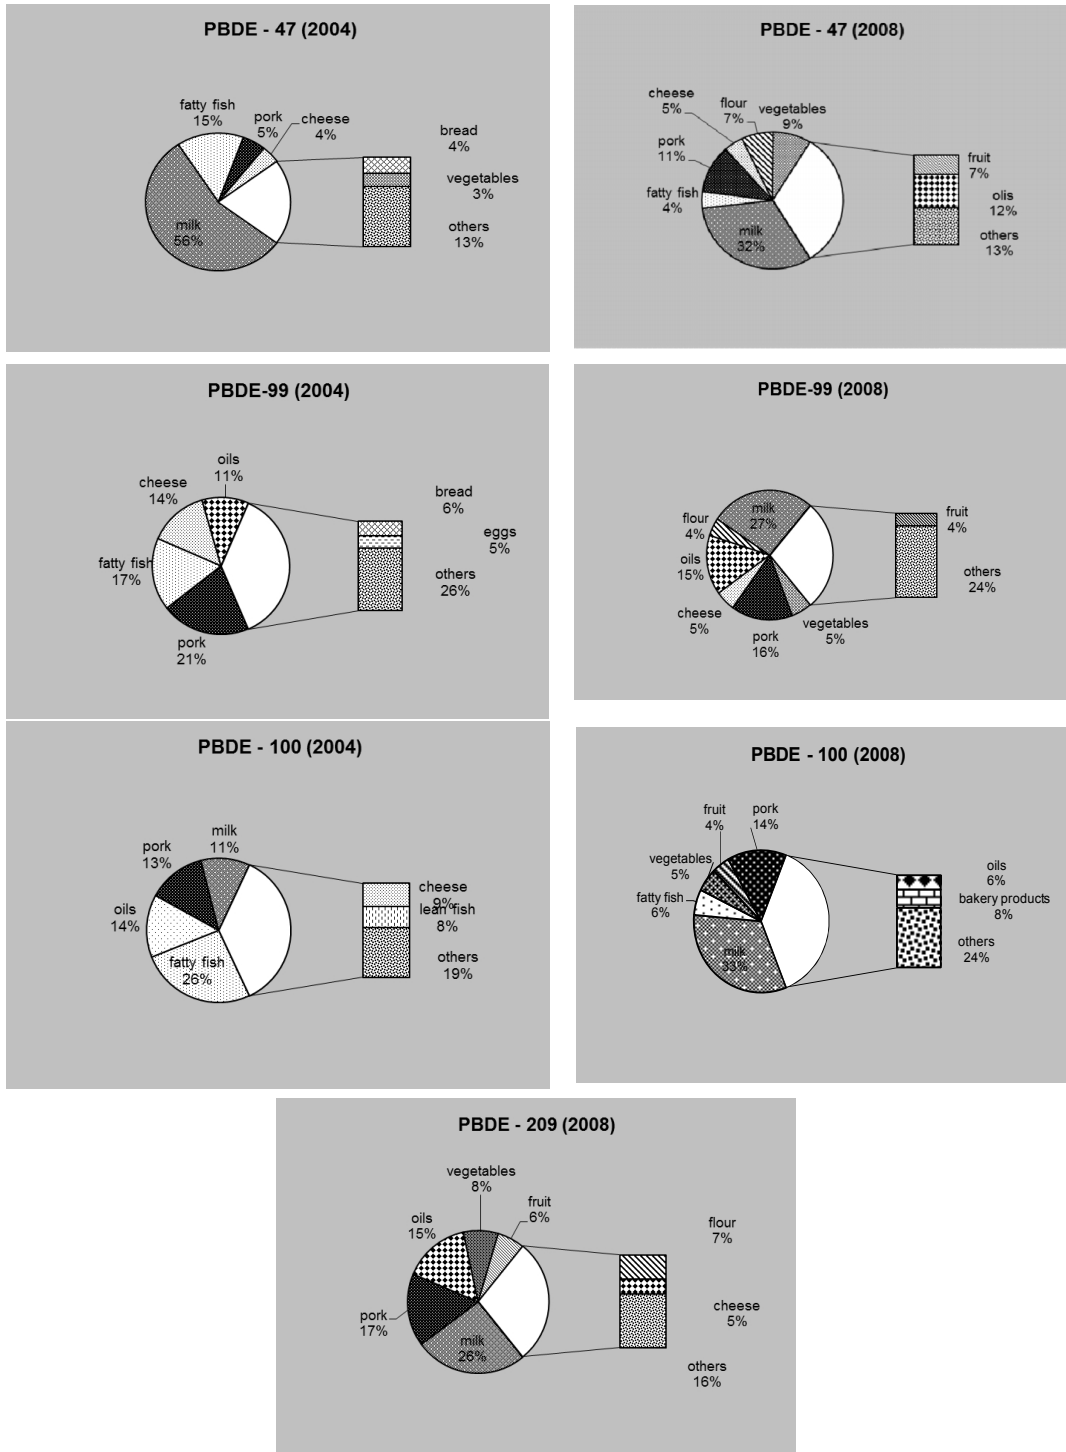 PBDE - 47 (2004)
fatty fish
15%
pork
5%
cheese
4%
milk
56%
bread
4%
vegetables
3%
others
13%
PBDE - 47 (2008)
cheese
5%
flour
7%
vegetables
9%
pork
11%
fatty fish
4%
milk
32%
fruit
7%
olis
12%
others
13%
PBDE-99 (2004)
oils
11%
cheese
14%
fatty fish
17%
pork
21%
bread
6%
eggs
5%
others
26%
PBDE-99 (2008)
milk
27%
flour
4%
oils
15%
cheese
5%
pork
16%
vegetables
5%
fruit
4%
others
24%
PBDE - 100 (2004)
milk
11%
pork
13%
oils
14%
fatty fish
26%
cheese
9%
lean fish
8%
others
19%
PBDE - 100 (2008)
fruit
4%
pork
14%
vegetables
5%
fatty fish
6%
milk
33%
oils
6%
bakery products
8%
others
24%
PBDE - 209 (2008)
vegetables
8%
fruit
6%
oils
15%
pork
17%
milk
26%
flour
7%
cheese
5%
others
16%